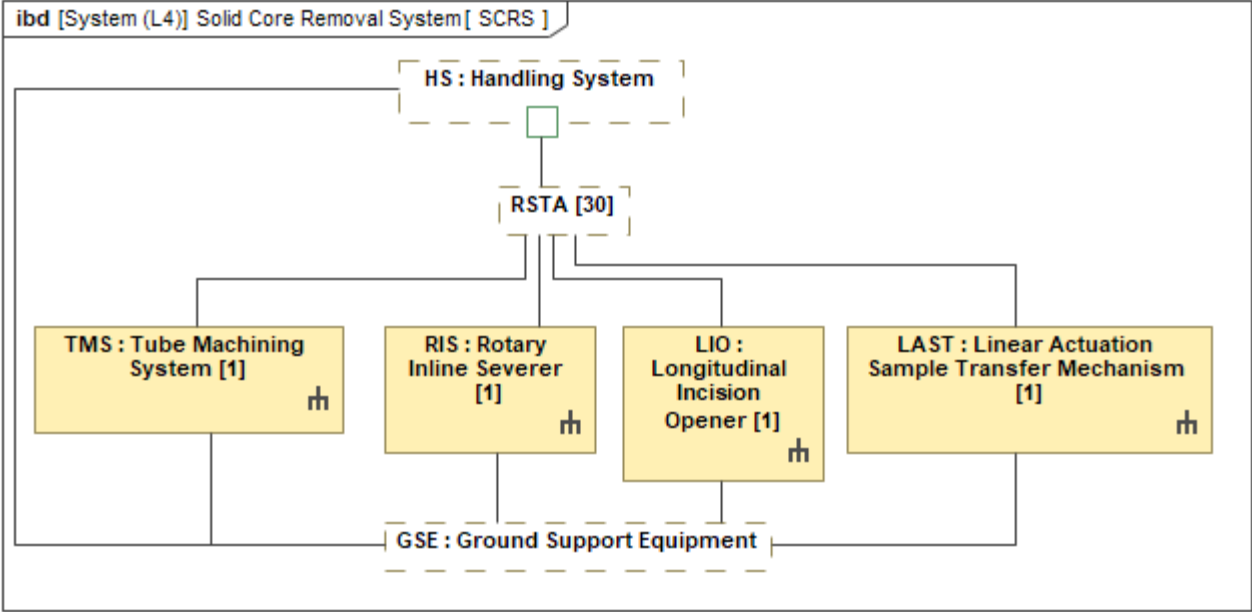 ibd [System (L4)] Solid Core Removal System[ SCRS ]
HS : Handling System
RSTA [30]
TMS : Tube Machining
System [1]
RIS : Rotary
Inline Severer
[1]
LIO :
Longitudinal
Incision
Opener [1]
LAST : Linear Actuation
Sample Transfer Mechanism
[1]
GSE : Ground Support Equipment